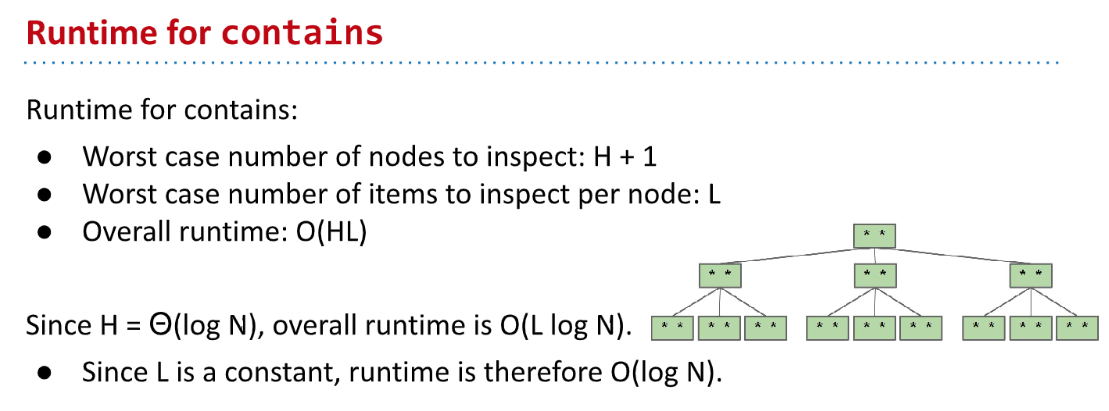 Runtime for contains
Runtime for contains:
● Worst case number of nodes to inspect: H + 1
● Worst case number of items to inspect per node: L
● Overall runtime: O(HL)
* *
* * * * * *
* * * * * * * * * * * * * * * * * *
Since H = Θ(log N), overall runtime is O(L log N).
● Since L is a constant, runtime is therefore O(log N).